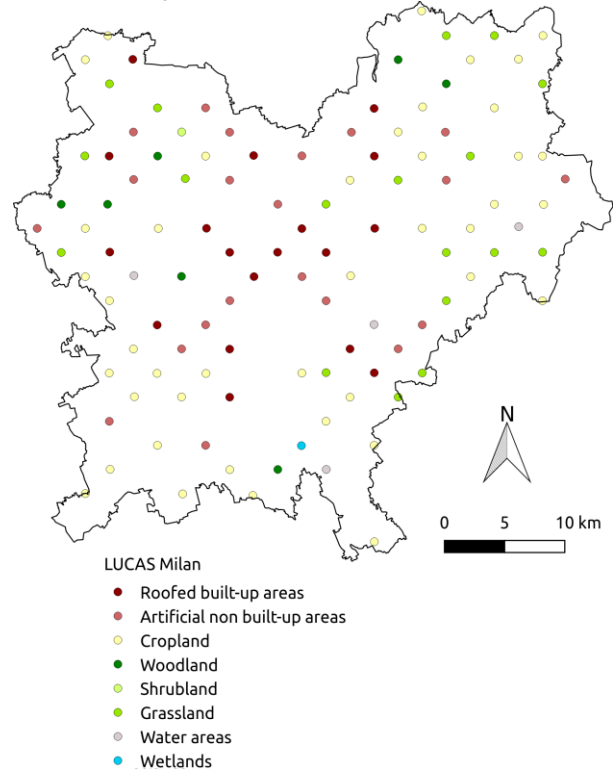 N
0 5 10 km
LUCAS Milan
Roofed built-up areas
Artificial non built-up areas
Cropland
Woodland
Shrubland
Grassland
Water areas
Wetlands